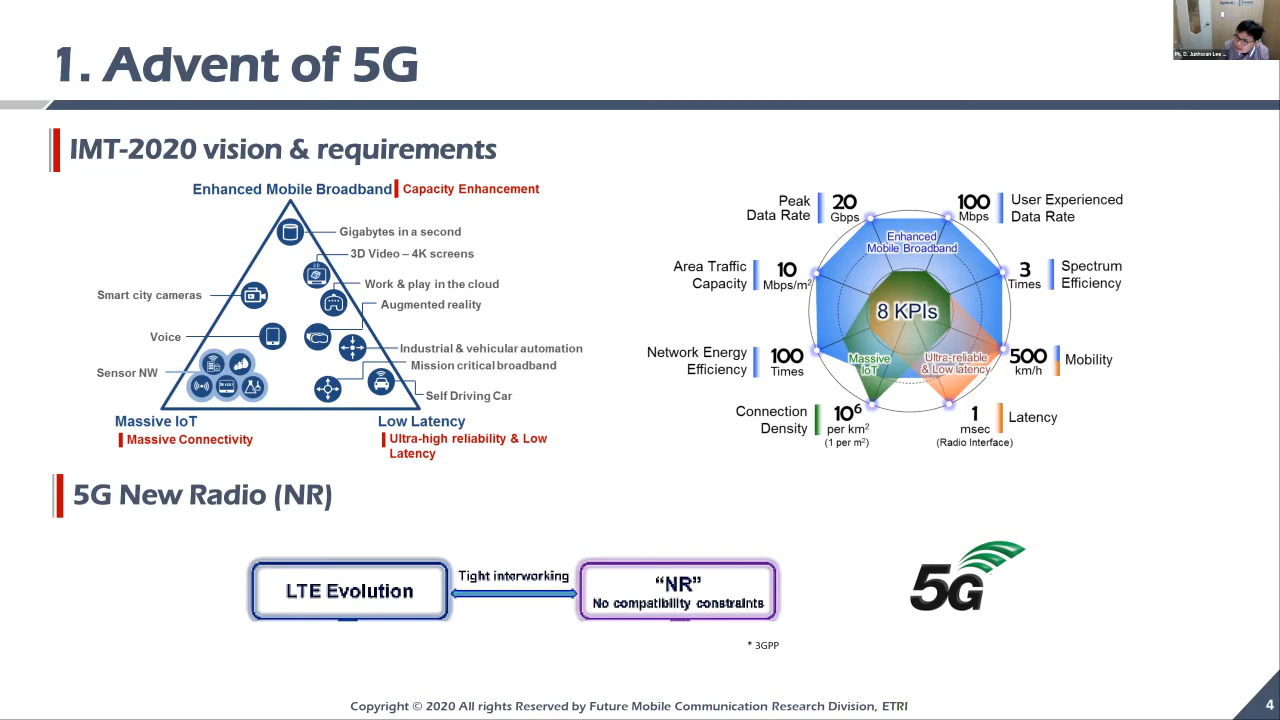 1. Advent of 5G
Ph. D. Junhwan Lee ...
IMT-2020 vision & requirements
Enhanced Mobile Broadband
Capacity Enhancement
Gigabytes in a second
3D Video – 4K screens
3D
Work & play in the cloud
Augmented reality
Smart city cameras
Voice
Industrial & vehicular automation
Mission critical broadband
Sensor NW
Self Driving Car
Massive IoT
Massive Connectivity
Low Latency
Ultra-high reliability & Low
Latency
Peak
Data Rate
20
Gbps
100
Mbps
User Experienced
Data Rate
Enhanced
Mobile Broadband
Area Traffic
Capacity
10
Mbps/m2
3
Times
Spectrum
Efficiency
8 KPIs
Network Energy
Efficiency
100
Times
Massive
IoT
Ultra-reliable
& Low latency
500
km/h
Mobility
Connection
Density
10⁶
per km2
(1 per m2)
1
msec
(Radio Interface)
Latency
5G New Radio (NR)
LTE Evolution
Tight interworking
“NR”
No compatibility constraints
5G
* 3GPP
Copyright © 2020 All rights Reserved by Future Mobile Communication Research Division, ETRI
4